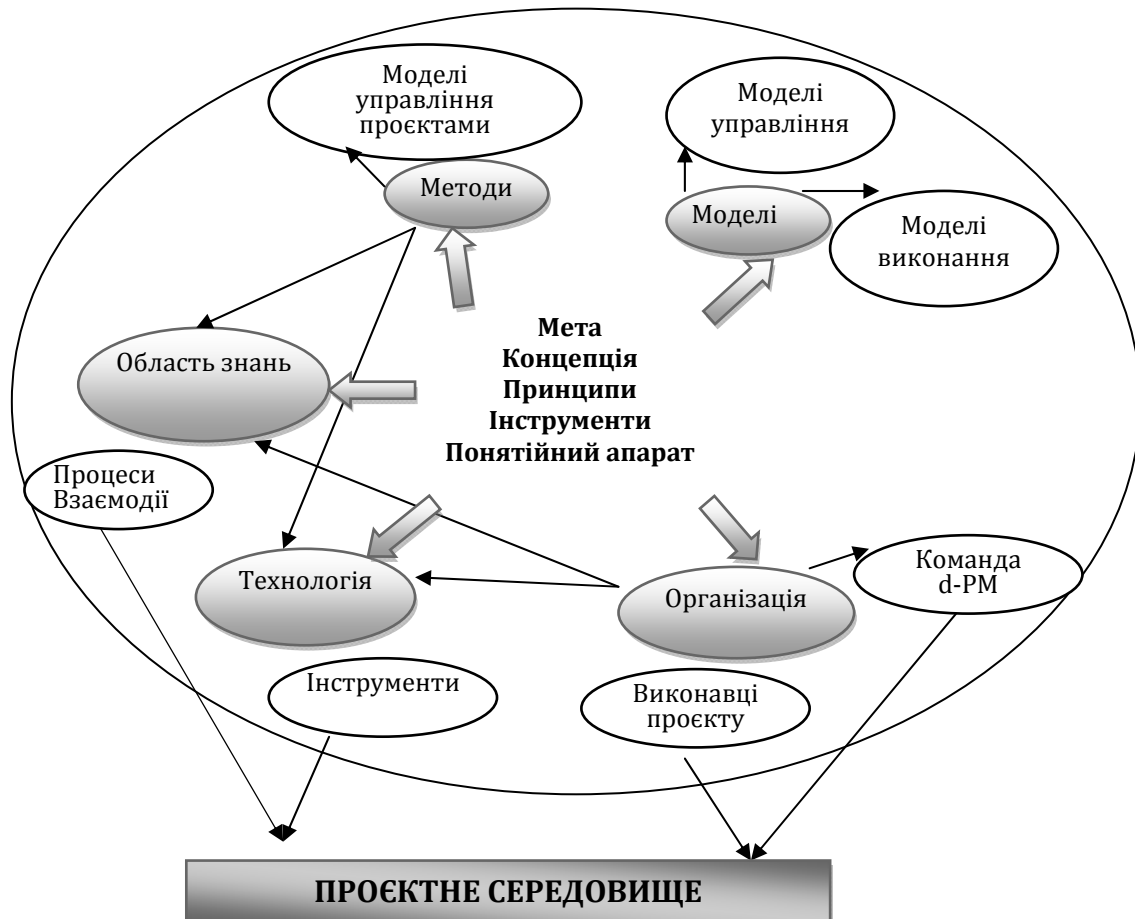 Моделі
управління
проєктами
Моделі
управління
Методи
Моделі
Моделі
виконання
Мета
Концепція
Принципи
Інструменти
Понятійний апарат
Область знань
Процеси
Взаємодії
Технологія
Організація
Команда
d-PM
Інструменти
Виконавці
проєкту
ПРОЄКТНЕ СЕРЕДОВИЩЕ